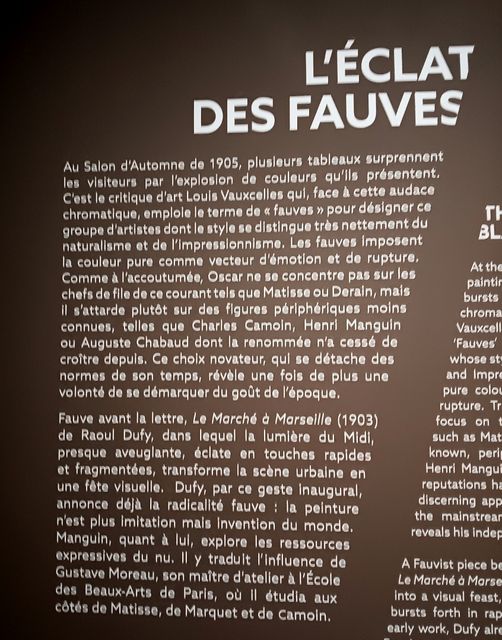 L'ÉCLAT
DES FAUVES
Au Salon d'Automne de 1905, plusieurs tableaux surprennent
les visiteurs par l'explosion de couleurs qu'ils présentent.
C'est le critique d'art Louis Vauxcelles qui, face à cette audace
chromatique, emploie le terme de « fauves » pour désigner ce
groupe d'artistes dont le style se distingue très nettement du
naturalisme et de l'impressionnisme. Les fauves imposent
la couleur pure comme vecteur d'émotion et de rupture.
Comme à l'accoutumée, Oscar ne se concentre pas sur les
chefs de file de ce courant tels que Matisse ou Derain, mais
il s'attarde plutôt sur des figures périphériques moins
connues, telles que Charles Camoin, Henri Manguin
ou Auguste Chabaud dont la renommée n'a cessé de
croître depuis. Ce choix novateur, qui se détache des
normes de son temps, révèle une fois de plus une
volonté de se démarquer du goût de l'époque.
Fauve avant la lettre, Le Marché à Marseille (1903)
de Raoul Dufy, dans lequel la lumière du Midi,
presque aveuglante, éclate en touches rapides
et fragmentées, transforme la scène urbaine en
une fête visuelle. Dufy, par ce geste inaugural,
annonce déjà la radicalité fauve : la peinture
n'est plus imitation mais invention du monde.
Manguin, quant à lui, explore les ressources
expressives du nu. Il y traduit l'influence de
Gustave Moreau, son maître d'atelier à l'École
des Beaux-Arts de Paris, où il étudia aux
côtés de Matisse, de Marquet et de Camoin.
TH
BL
At the
paintin
bursts
chroma
Vauxcell
'Fauves'
whose sty
and Impre
pure colou
rupture. Tr
focus on t
such as Mat
known, perip
Henri Mangui
reputations ha
discerning app
the mainstream
reveals his indep
A Fauvist piece be
Le Marché à Marse
into a visual feast,
bursts forth in rap
early work, Dufy alre